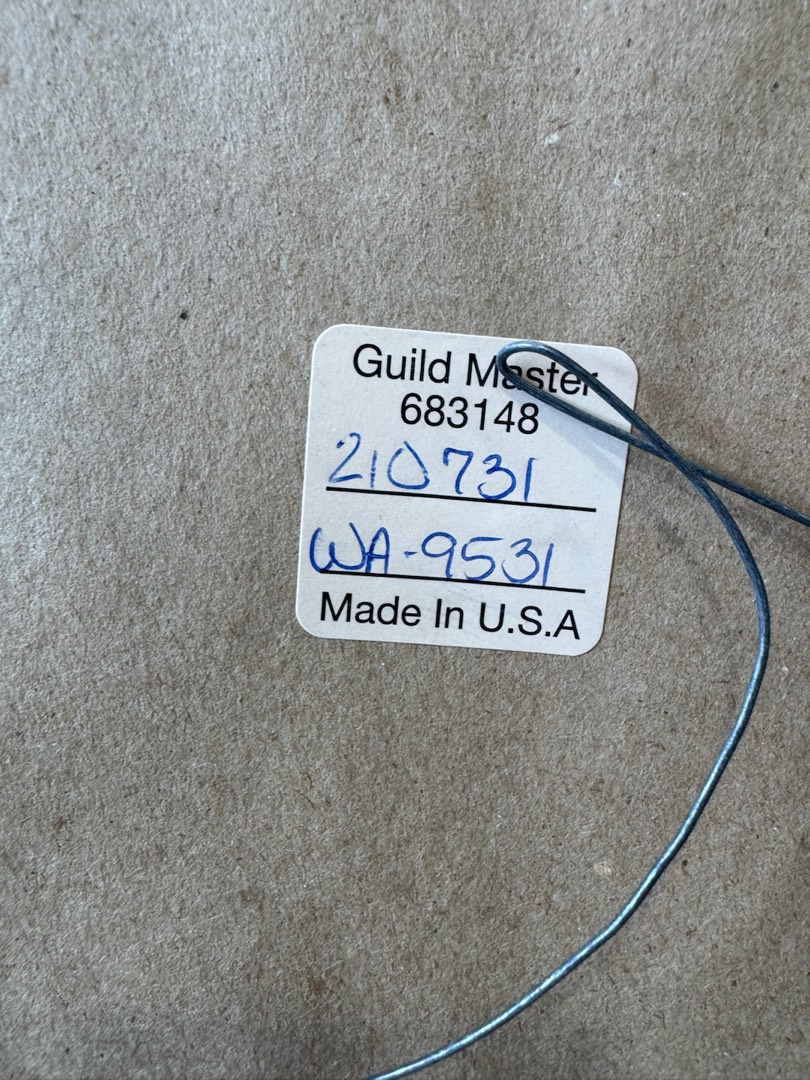 Guild Master
683148
210731
WA-9531
Made In U.S.A